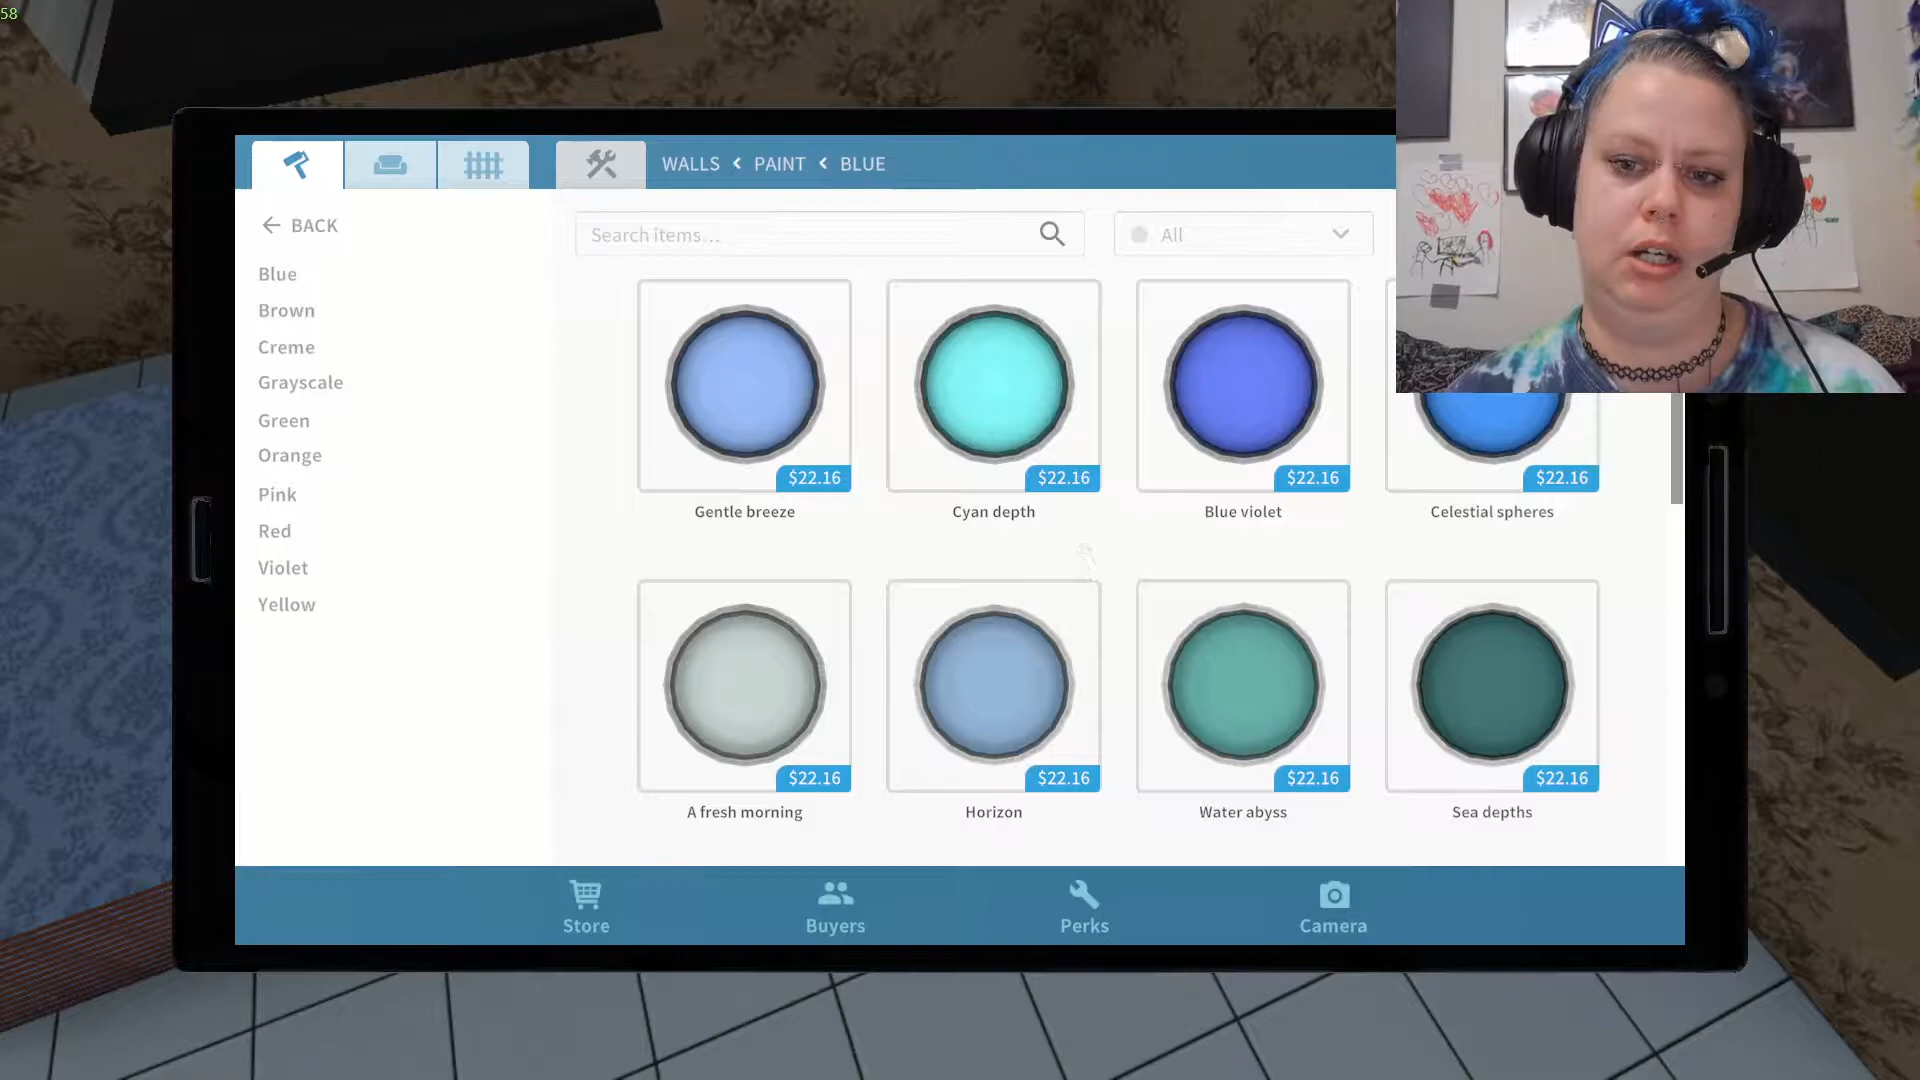 58
WALLS < PAINT < BLUE
BACK
Search items...
All
Blue
Brown
Creme
Grayscale
Green
Orange
Pink
Red
Violet
Yellow
$22.16 $22.16 $22.16 $22.16
Gentle breeze Cyan depth Blue violet Celestial spheres
$22.16 $22.16 $22.16 $22.16
A fresh morning Horizon Water abyss Sea depths
Store Buyers Perks Camera